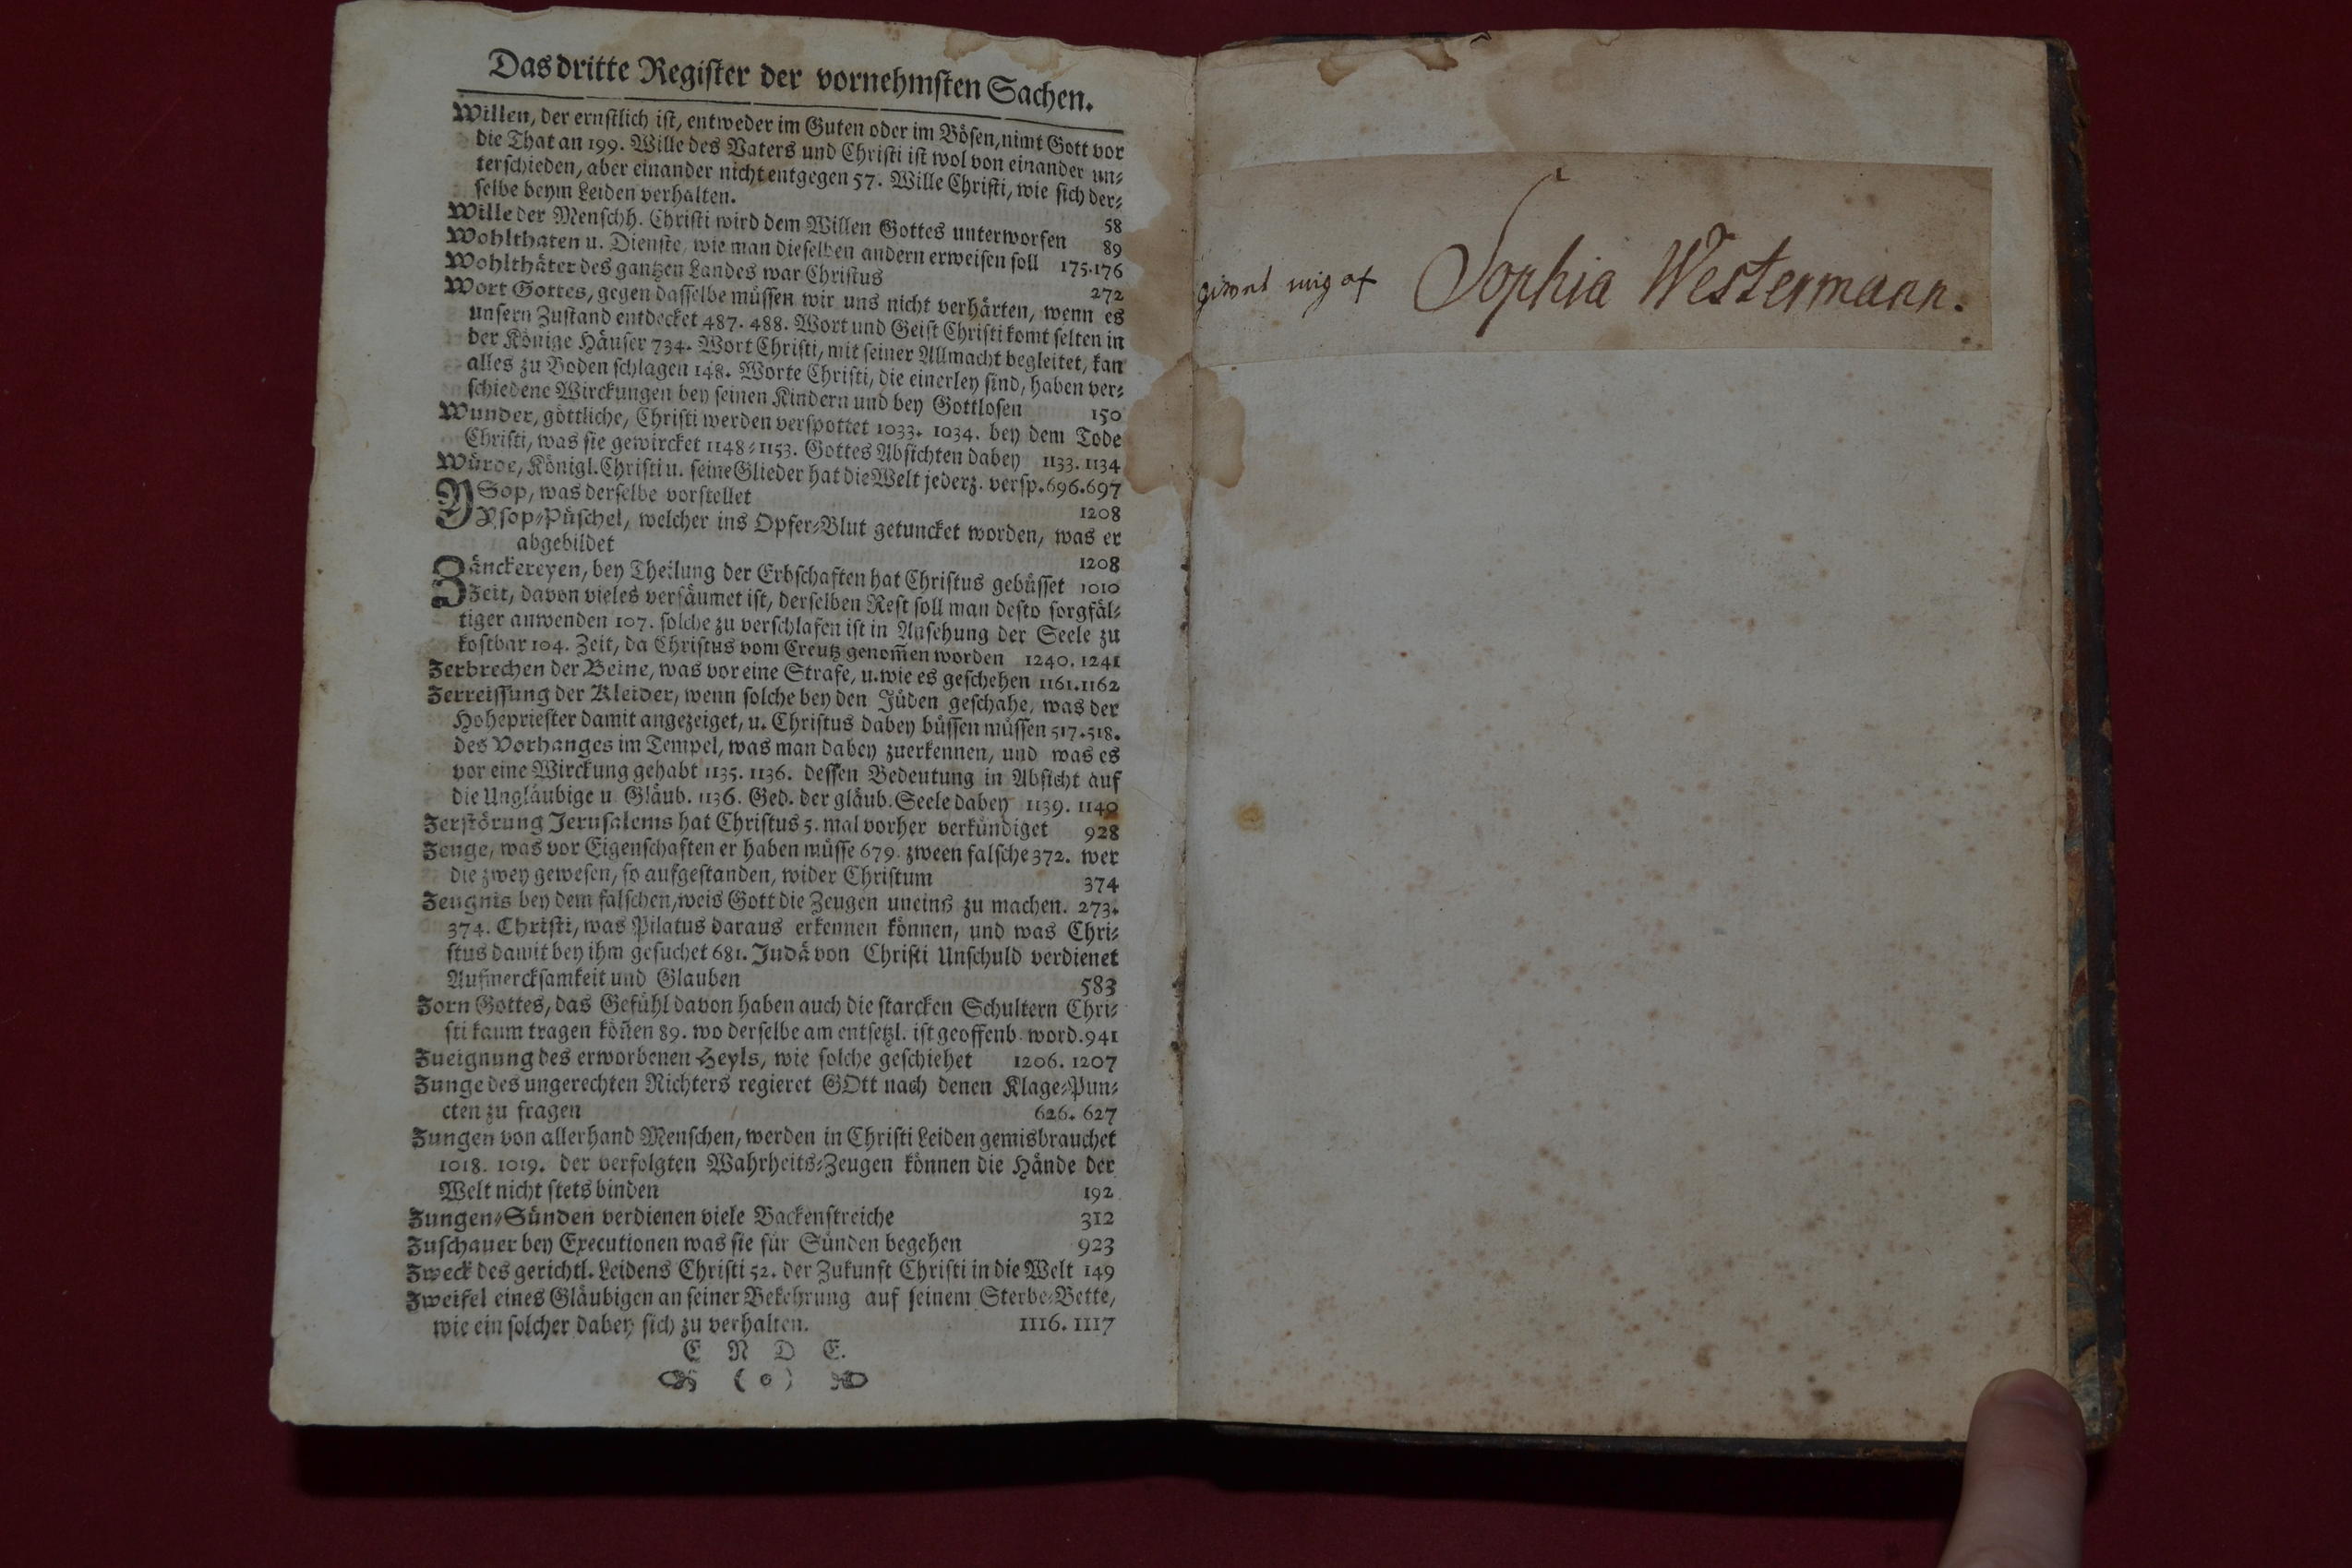 Das dritte Register der vornehmsten Sachen.
Willen, der ernstlich ist, entweder im Guten oder im Bösen, nimt Gott vor
die That an 199. Wille des Vaters und Christi ist wol von einander un-
terschieden, aber einander nicht entgegen 57. Wille Christi, wie sich der-
selbe beym Leiden verhalten. 58
Wille der Menschh. Christi wird dem Willen Gottes unterworfen 89
Wohlthaten u. Dienste, wie man dieselben andern erweisen soll 175.176
Wohlthäter des gantzen Landes war Christus 272
Wort Gottes, gegen dasselbe müssen wir uns nicht verhärten, wenn es
unsern Zustand entdecket 487. 488. Wort und Geist Christi komt selten in
der Könige Häuser 734. Wort Christi, mit seiner Allmacht begleitet, kan
alles zu Boden schlagen 148. Worte Christi, die einerley sind, haben ver-
schiedene Wirckungen bey seinen Kindern und bey Gottlosen 150
Wunder, göttliche, Christi werden verspottet 1033. 1034. bey dem Tode
Christi, was sie gewircket 1148-1153. Gottes Absichten dabey 1133. 1134
Würde, Königl. Christi u. seine Glieder hat die Welt jederz. versp. 696.697
YSop, was derselbe vorstellet 1208
Ysop-Püschel, welcher ins Opfer-Blut getuncket worden, was er
abgebildet 1208
Zänckereyen, bey Theilung der Erbschaften hat Christus gebüsset 1010
Zeit, davon vieles versäumet ist, derselben Rest soll man desto sorgfäl-
tiger anwenden 107. solche zu verschlafen ist in Ansehung der Seele zu
kostbar 104. Zeit, da Christus vom Creutz genom̅en worden 1240. 1241
Zerbrechen der Beine, was vor eine Strafe, u. wie es geschehen 1161.1162
Zerreissung der Kleider, wenn solche bey den Jüden geschahe, was der
Hohepriester damit angezeiget, u. Christus dabey büssen müssen 517.518.
des Vorhanges im Tempel, was man dabey zuerkennen, und was es
vor eine Wirckung gehabt 1135. 1136. dessen Bedeutung in Absicht auf
die Ungläubige u. Gläub. 1136. Ged. der gläub. Seele dabey 1139. 1140
Zerstörung Jerusalems hat Christus 5. mal vorher verkündiget 928
Zeuge, was vor Eigenschaften er haben müsse 679. zween falsche 372. wer
die zwey gewesen, so aufgestanden, wider Christum 374
Zeugnis bey dem falschen, weis Gott die Zeugen uneins zu machen. 273.
374. Christi, was Pilatus daraus erkennen können, und was Chri-
stus damit bey ihm gesuchet 681. Judä von Christi Unschuld verdienet
Aufmercksamkeit und Glauben 583
Zorn Gottes, das Gefühl davon haben auch die starcken Schultern Chri-
sti kaum tragen kön̅en 89. wo derselbe am entsetzl. ist geoffenb. word. 941
Zueignung des erworbenen Heyls, wie solche geschiehet 1206. 1207
Zunge des ungerechten Richters regieret GOtt nach denen Klage-Pun-
cten zu fragen 626. 627
Zungen von allerhand Menschen, werden in Christi Leiden gemisbrauchet
1018. 1019. der verfolgten Wahrheits-Zeugen können die Hände der
Welt nicht stets binden 192
Zungen-Sünden verdienen viele Backenstreiche 312
Zuschauer bey Executionen was sie für Sünden begehen 923
Zweck des gerichtl. Leidens Christi 52. der Zukunft Christi in die Welt 149
Zweifel eines Gläubigen an seiner Bekehrung auf seinem Sterbe-Bette,
wie ein solcher dabey sich zu verhalten. 1116. 1117
E N D E.
( o )
mig af Sophia Westermann.